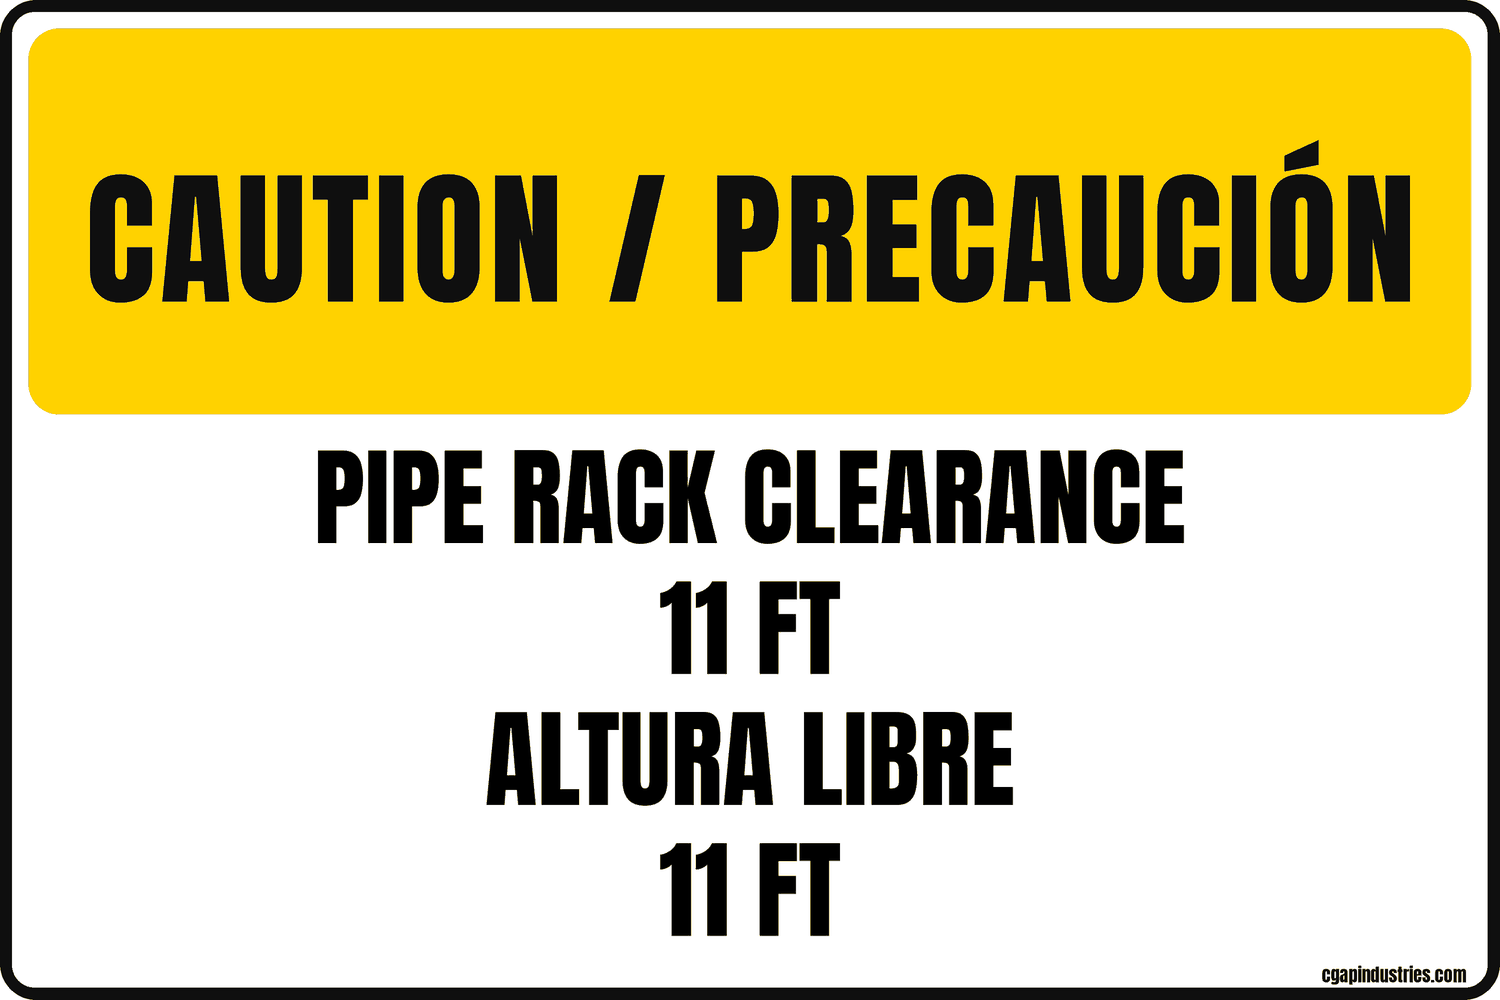 CAUTION / PRECAUCIÓN
PIPE RACK CLEARANCE
11 FT
ALTURA LIBRE
11 FT
cgapindustries.com